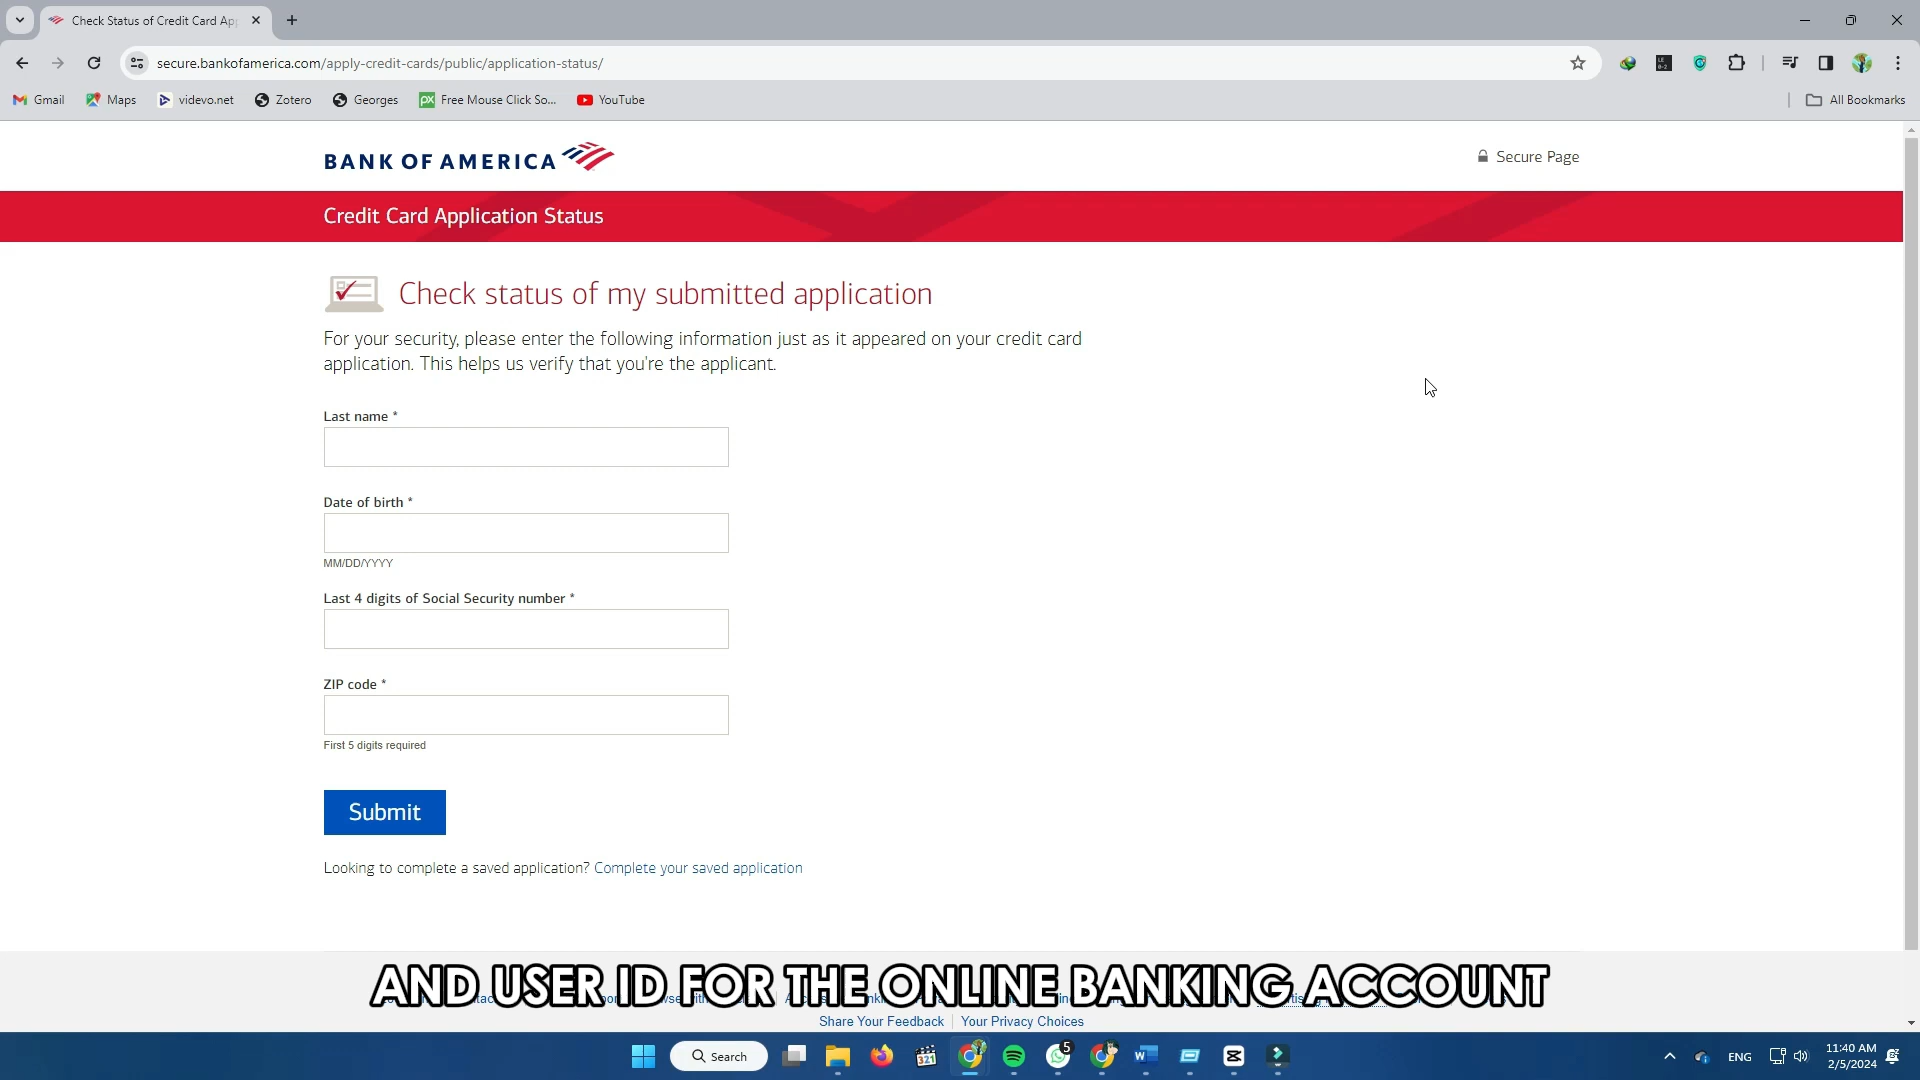 Check Status of Credit Card Ap
secure.bankofamerica.com/apply-credit-cards/public/application-status/
Gmail Maps videvo.net Zotero Georges Free Mouse Click So... YouTube All Bookmarks
BANK OF AMERICA
Secure Page
Credit Card Application Status
Check status of my submitted application
For your security, please enter the following information just as it appeared on your credit card
application. This helps us verify that you're the applicant.
Last name *
Date of birth *
MM/DD/YYYY
Last 4 digits of Social Security number *
ZIP code *
First 5 digits required
Submit
Looking to complete a saved application? Complete your saved application
AND USER ID FOR THE ONLINE BANKING ACCOUNT
Share Your Feedback Your Privacy Choices
Search
321
5
ENG
11:40 AM
2/5/2024